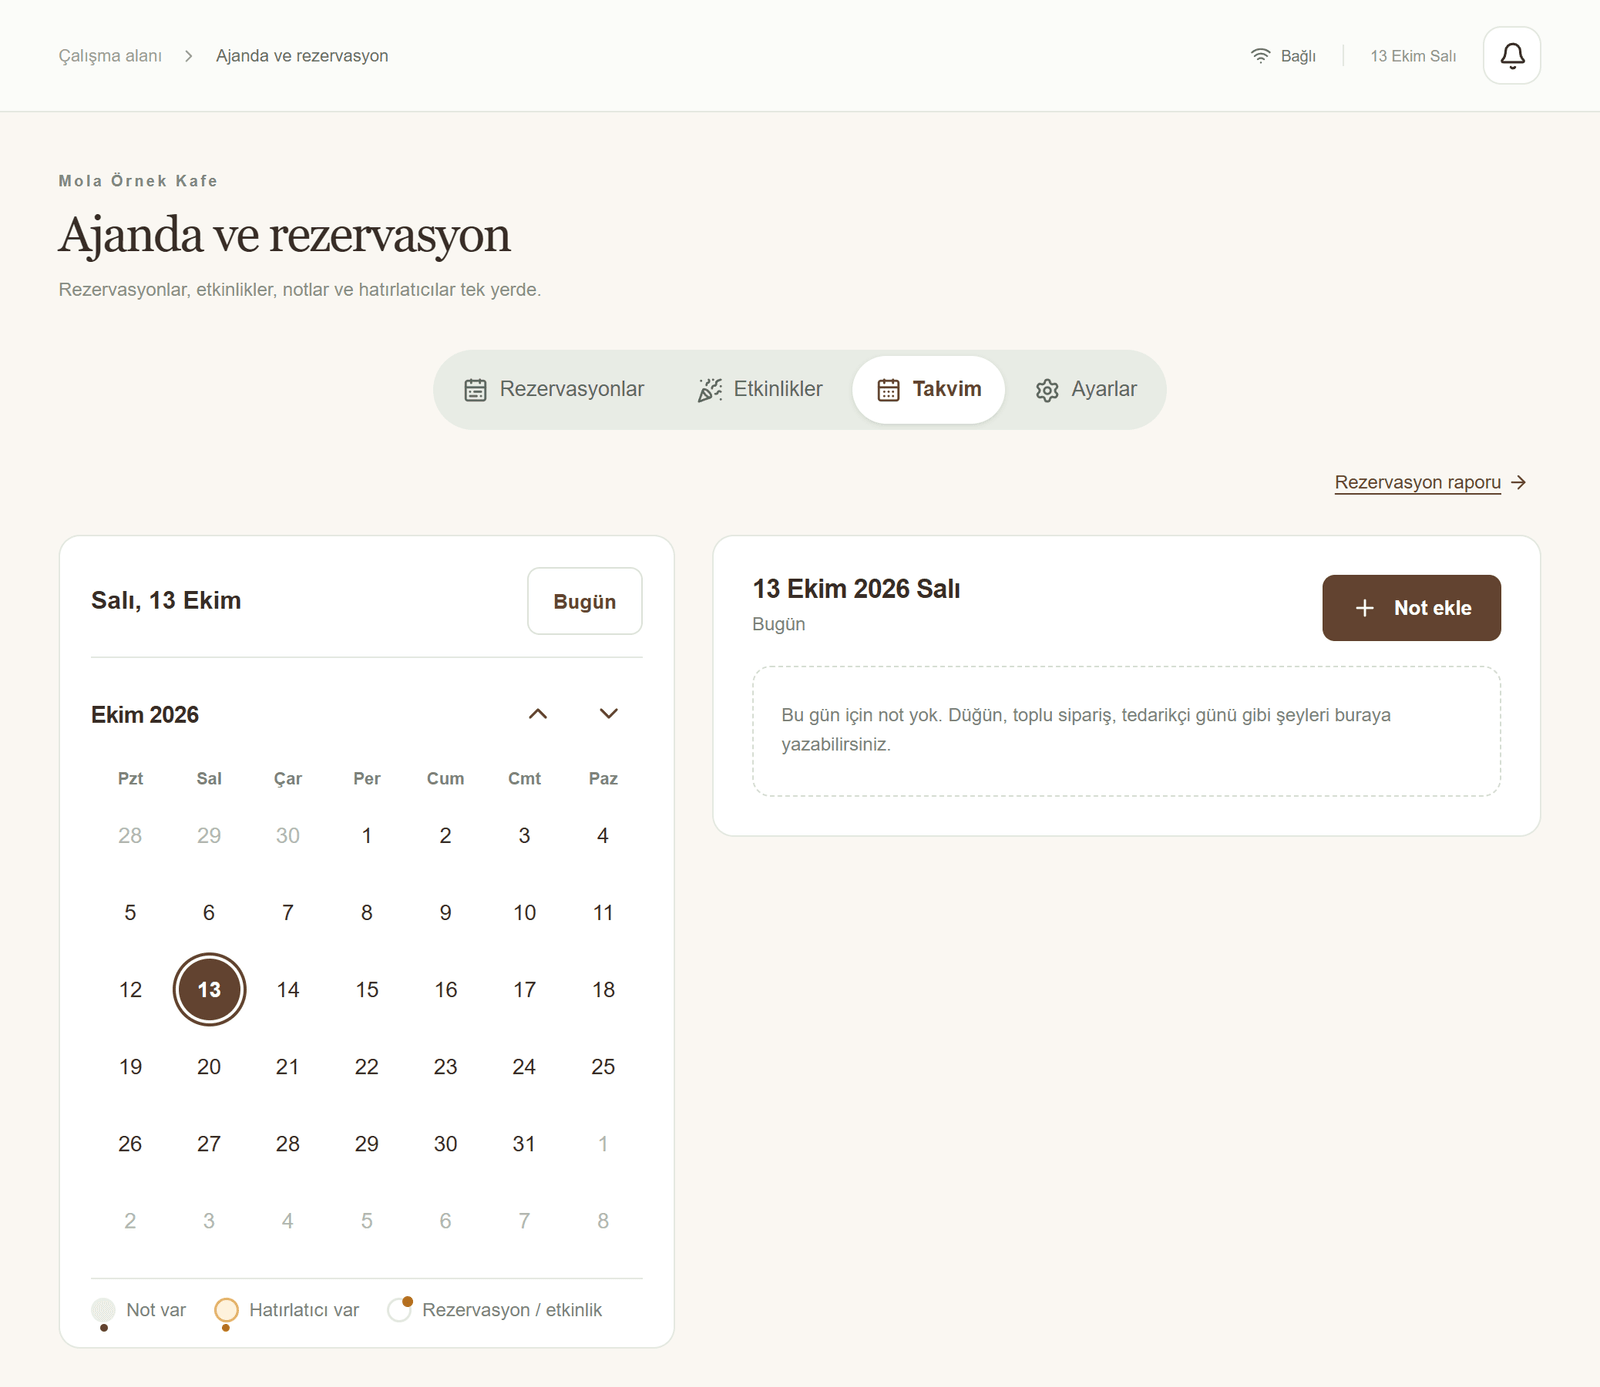 Çalışma alanı
Ajanda ve rezervasyon
Bağlı
13 Ekim Salı
Mola Örnek Kafe
Ajanda ve rezervasyon
Rezervasyonlar, etkinlikler, notlar ve hatırlatıcılar tek yerde.
Rezervasyonlar
Etkinlikler
Takvim
Ayarlar
Rezervasyon raporu
Salı, 13 Ekim
Bugün
Ekim 2026
Pzt Sal Çar Per Cum Cmt Paz
28 29 30 1 2 3 4
5 6 7 8 9 10 11
12 13 14 15 16 17 18
19 20 21 22 23 24 25
26 27 28 29 30 31 1
2 3 4 5 6 7 8
Not var
Hatırlatıcı var
Rezervasyon / etkinlik
13 Ekim 2026 Salı
Bugün
Not ekle
Bu gün için not yok. Düğün, toplu sipariş, tedarikçi günü gibi şeyleri buraya
yazabilirsiniz.